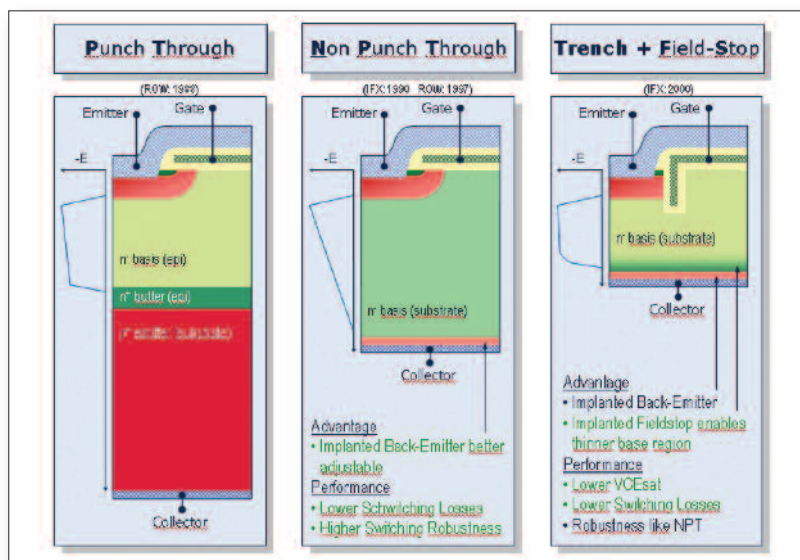 Punch Through
(ROW: 1988)
Emitter
Gate
-E
n⁻ basis (epi)
n⁺ butter (epi)
Collector
Non Punch Through
(IFX: 1990 ROW: 1997)
Emitter
Gate
-E
n⁻ basis (substrate)
Collector
Advantage
• Implanted Back-Emitter better
adjustable
Performance
• Lower Schwitching Losses
• Higher Switching Robustness
Trench + Field-Stop
(IFX: 2000)
Emitter
Gate
-E
n⁻ basis (substrate)
Collector
Advantage
• Implanted Back-Emitter
• Implanted Fieldstop enables
thinner base region
Performance
• Lower VCEsat
• Lower Switching Losses
• Robustness like NPT